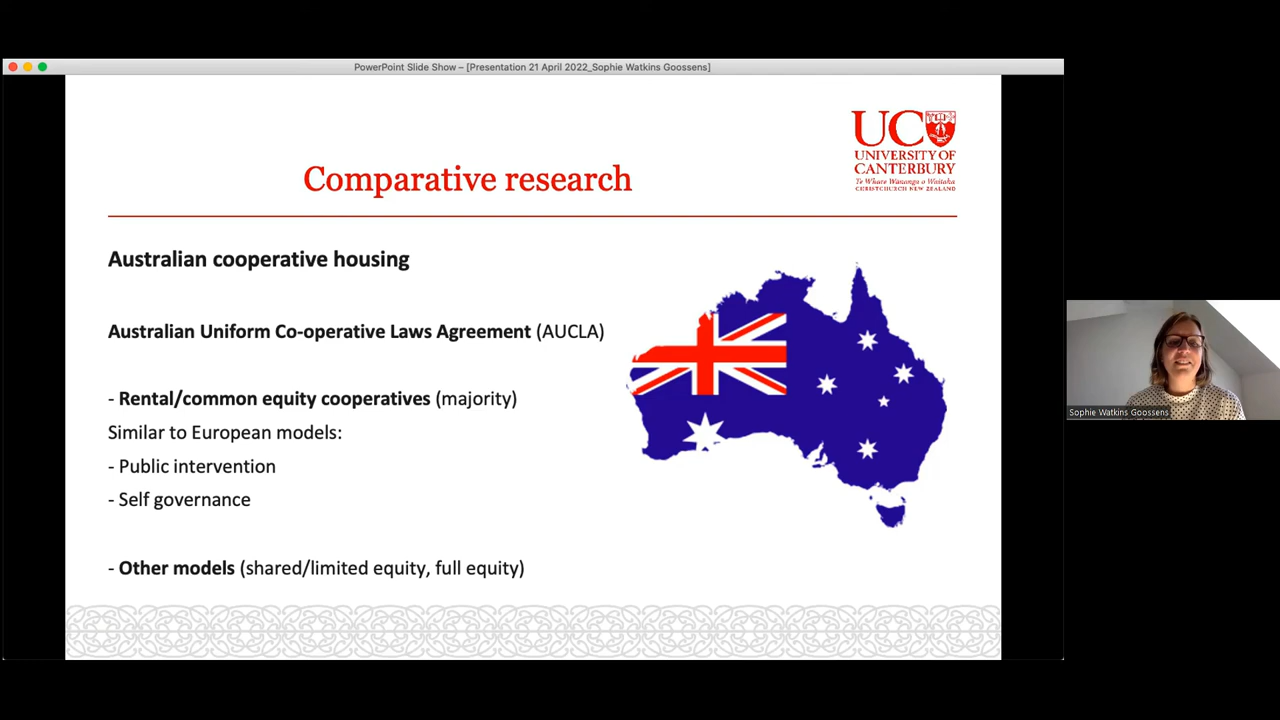 PowerPoint Slide Show – [Presentation 21 April 2022_Sophie Watkins Goossens]
UC
UNIVERSITY OF
CANTERBURY
Te Whare Wānanga o Waitaha
CHRISTCHURCH NEW ZEALAND
Comparative research
Australian cooperative housing
Australian Uniform Co-operative Laws Agreement (AUCLA)
- Rental/common equity cooperatives (majority)
Similar to European models:
- Public intervention
- Self governance
- Other models (shared/limited equity, full equity)
Sophie Watkins Goossens